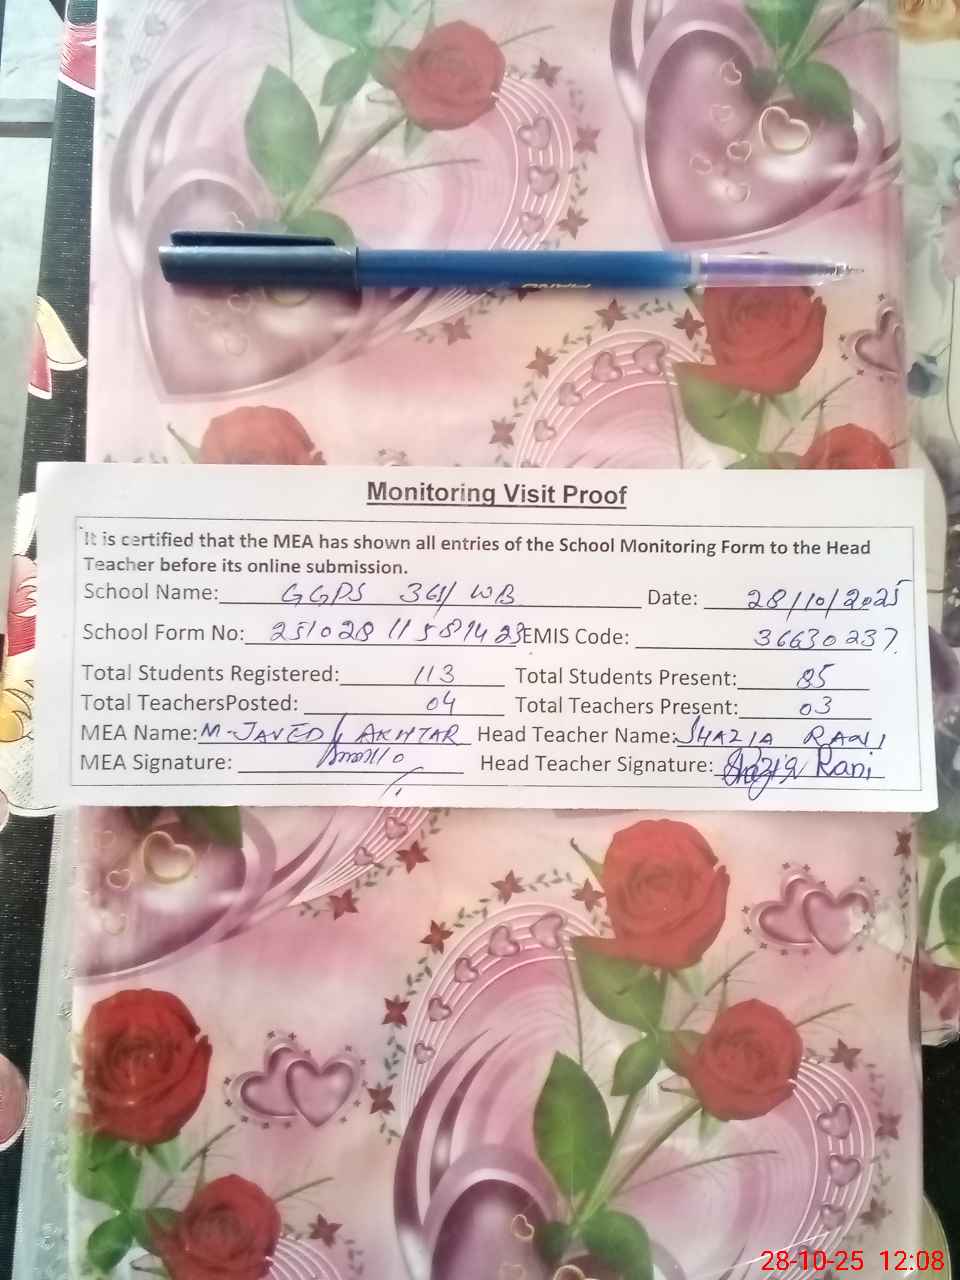 Monitoring Visit Proof
It is certified that the MEA has shown all entries of the School Monitoring Form to the Head
Teacher before its online submission.
School Name: GGPS 361/WB Date: 28/10/2025
School Form No: EMIS Code: 36630237
Total Students Registered: 113 Total Students Present: 85
Total TeachersPosted: 04 Total Teachers Present: 03
MEA Name: M-JAVED AKHTAR Head Teacher Name: SHAZIA RANI
MEA Signature: Head Teacher Signature: Shazia Rani
28-10-25 12:08